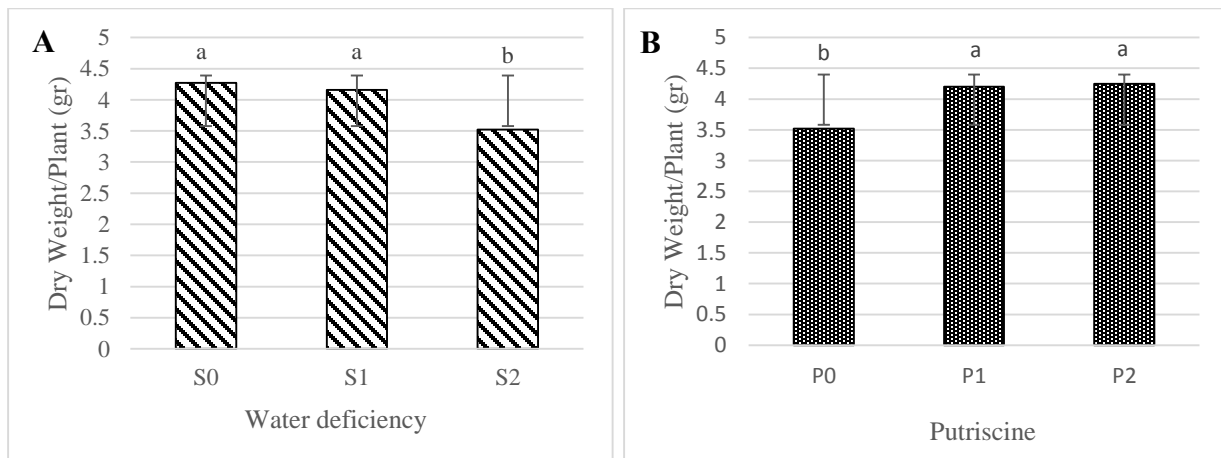 A
Dry Weight/Plant (gr)
5
4.5
4
3.5
3
2.5
2
1.5
1
0.5
0
a
a
b
S0
S1
S2
Water deficiency
B
Dry Weight/Plant (gr)
5
4.5
4
3.5
3
2.5
2
1.5
1
0.5
0
b
a
a
P0
P1
P2
Putriscine